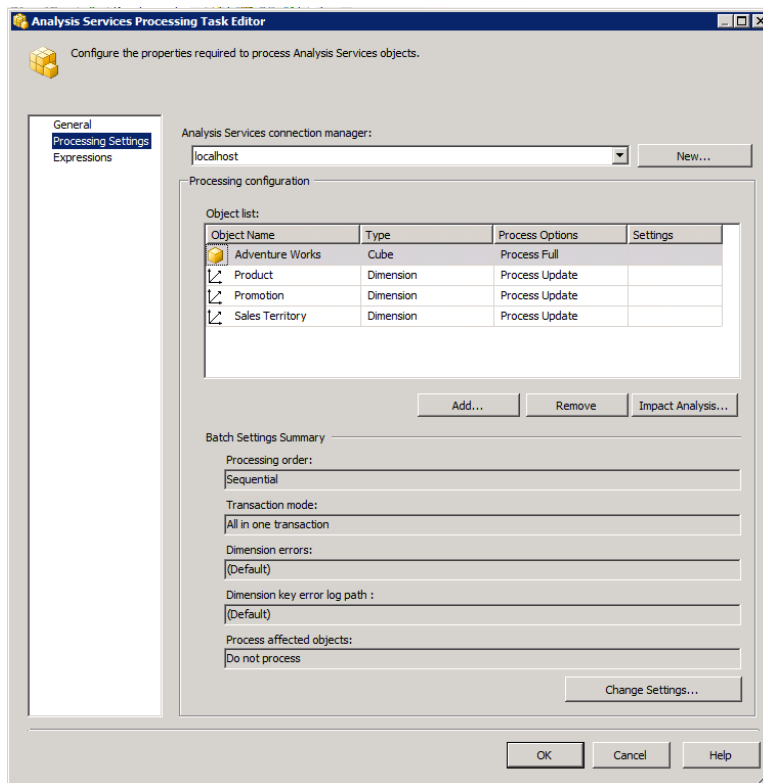 Analysis Services Processing Task Editor
Configure the properties required to process Analysis Services objects.
General
Processing Settings
Expressions
Analysis Services connection manager:
localhost
New...
Processing configuration
Object list:
Object Name Type Process Options Settings
Adventure Works Cube Process Full
Product Dimension Process Update
Promotion Dimension Process Update
Sales Territory Dimension Process Update
Add... Remove Impact Analysis...
Batch Settings Summary
Processing order:
Sequential
Transaction mode:
All in one transaction
Dimension errors:
(Default)
Dimension key error log path :
(Default)
Process affected objects:
Do not process
Change Settings...
OK Cancel Help